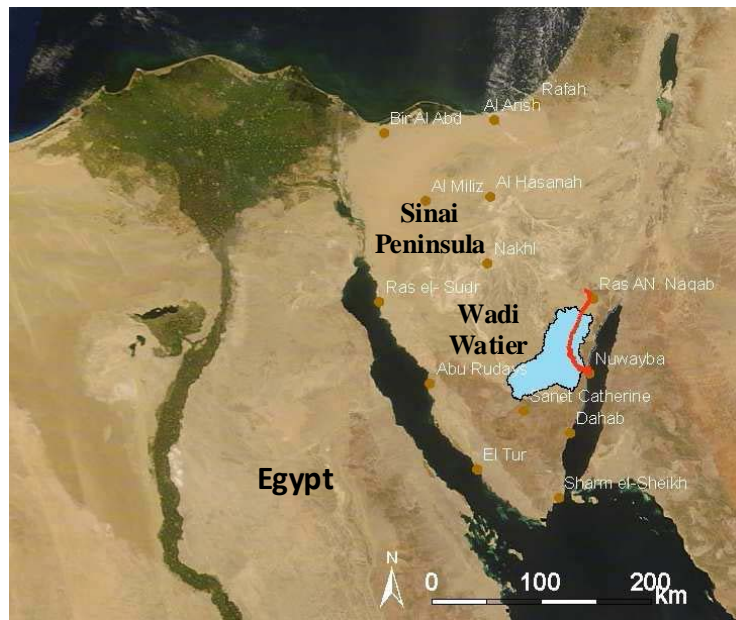 Rafah
Al Arish
Bir Al Abd
Al Miliz
Al Hasanah
Sinai
Peninsula
Nakhl
Ras el- Sudr
Ras AN Naqab
Wadi
Watier
Nuwayba
Abu Rudays
Sanet Catherine
Dahab
El Tur
Egypt
Sharm el-Sheikh
N
0 100 200
Km